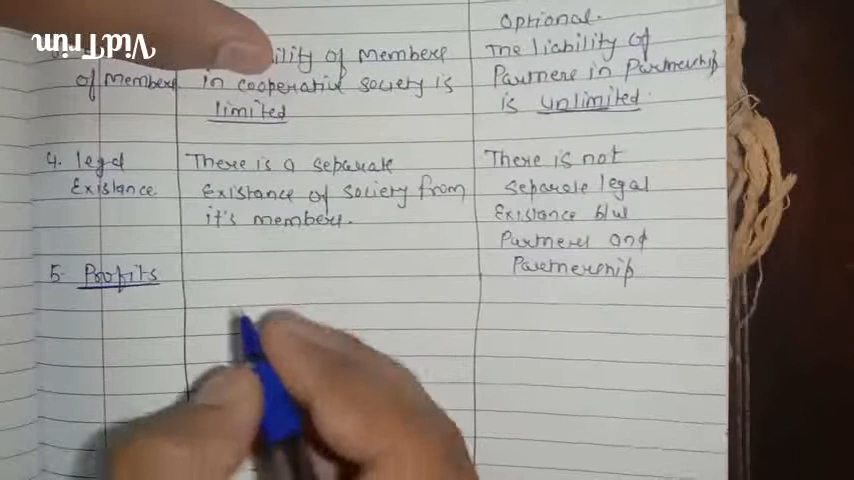 VidTrim
optional.
ility of members
The liability of
of members
in cooperative society is
Partners in Partnership
limited
is unlimited
4. legal
Existance
There is a separate
Existance of society from
it's members.
There is not
separate legal
Existance b/w
Partners and
Partnership
5. Profits